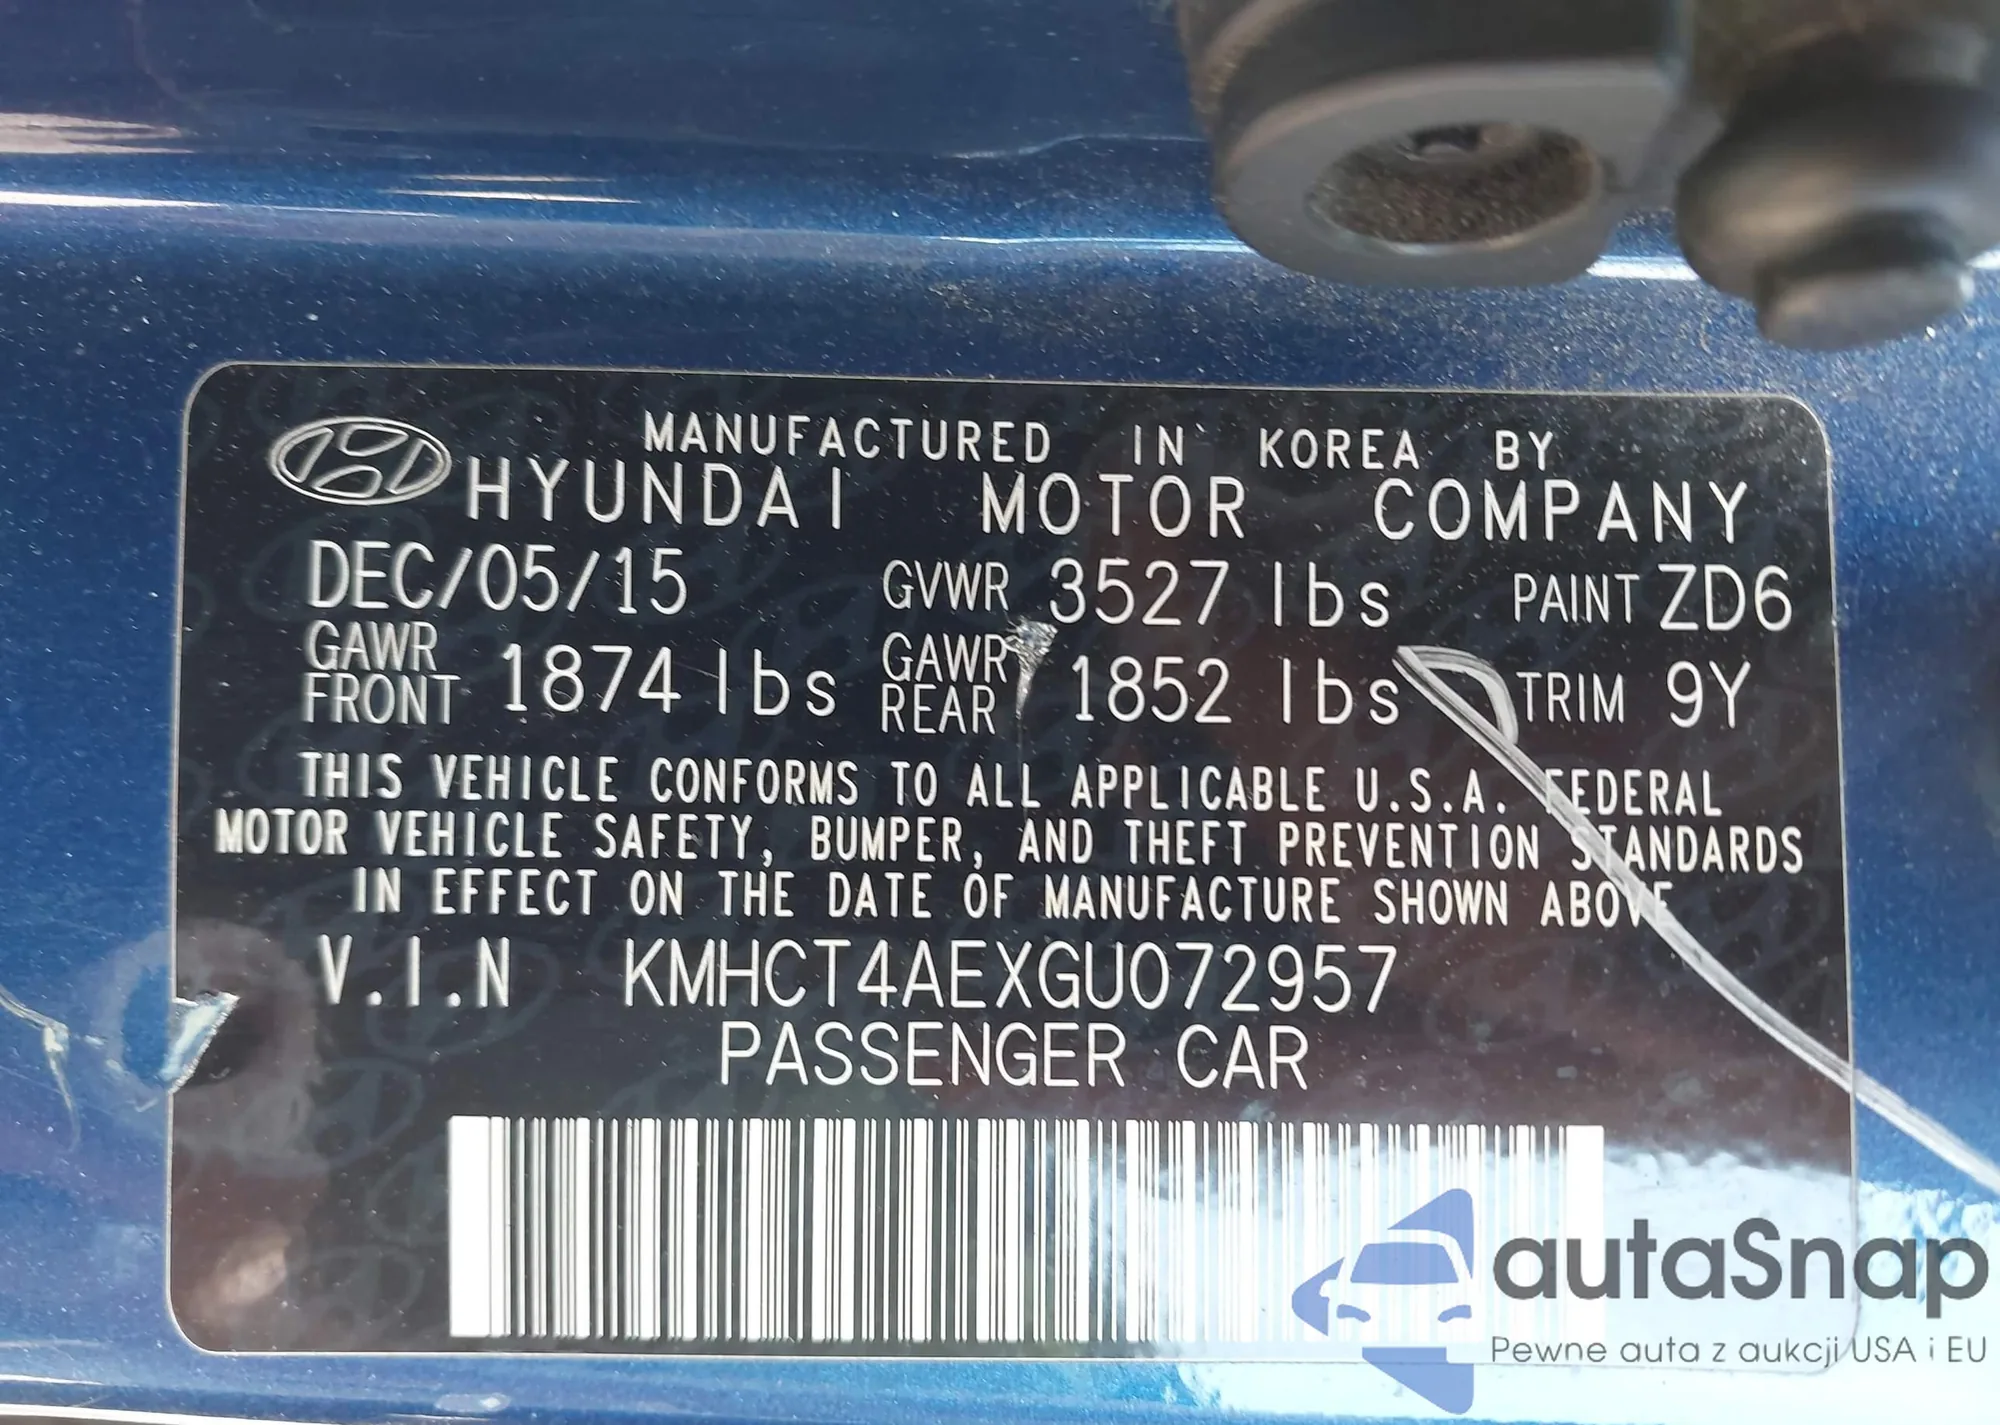 MANUFACTURED IN KOREA BY
HYUNDAI MOTOR COMPANY
DEC/05/15 GVWR 3527 lbs PAINT ZD6
GAWR FRONT 1874 lbs GAWR REAR 1852 lbs TRIM 9Y
THIS VEHICLE CONFORMS TO ALL APPLICABLE U.S.A. FEDERAL
MOTOR VEHICLE SAFETY, BUMPER, AND THEFT PREVENTION STANDARDS
IN EFFECT ON THE DATE OF MANUFACTURE SHOWN ABOVE
V.I.N KMHCT4AEXGU072957
PASSENGER CAR
autaSnap
Pewne auta z aukcji USA i EU